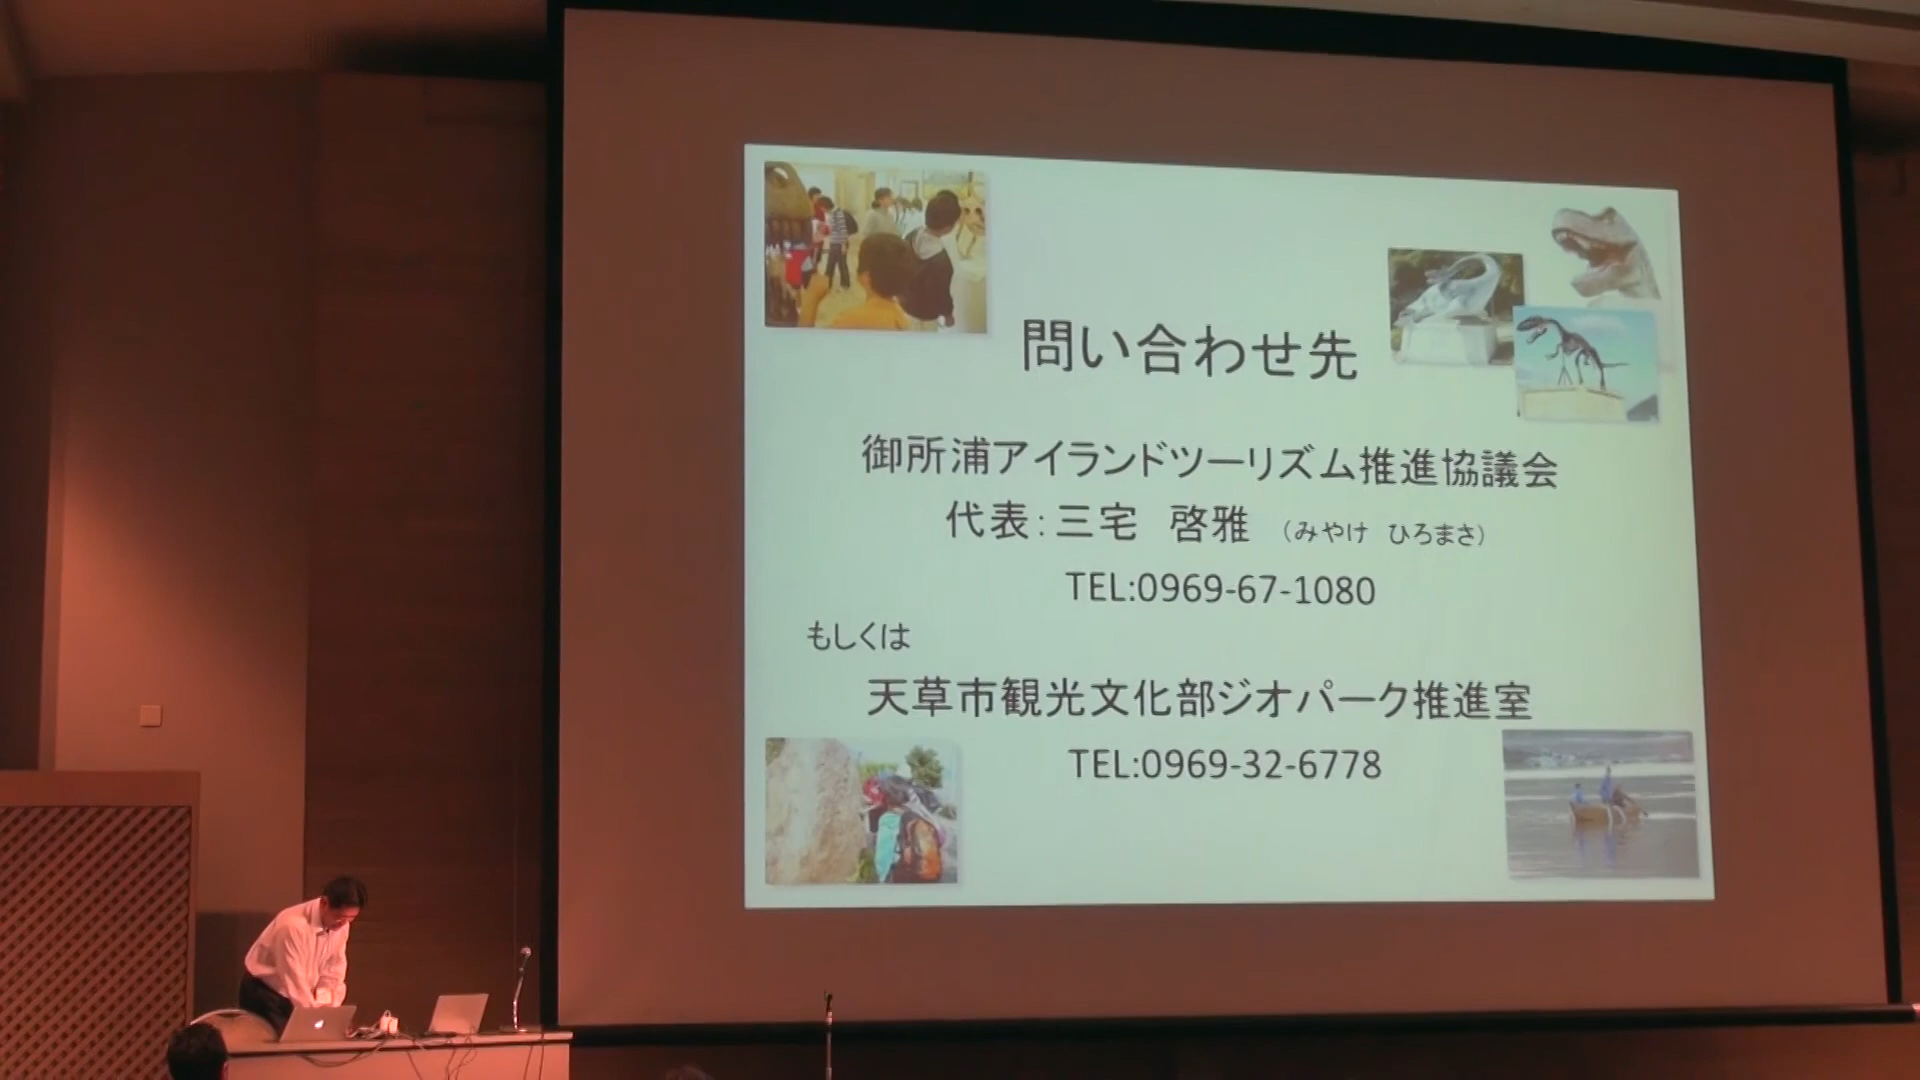 問い合わせ先
御所浦アイランドツーリズム推進協議会
代表:三宅　啓雅　(みやけ　ひろまさ)
TEL:0969-67-1080
もしくは
天草市観光文化部ジオパーク推進室
TEL:0969-32-6778